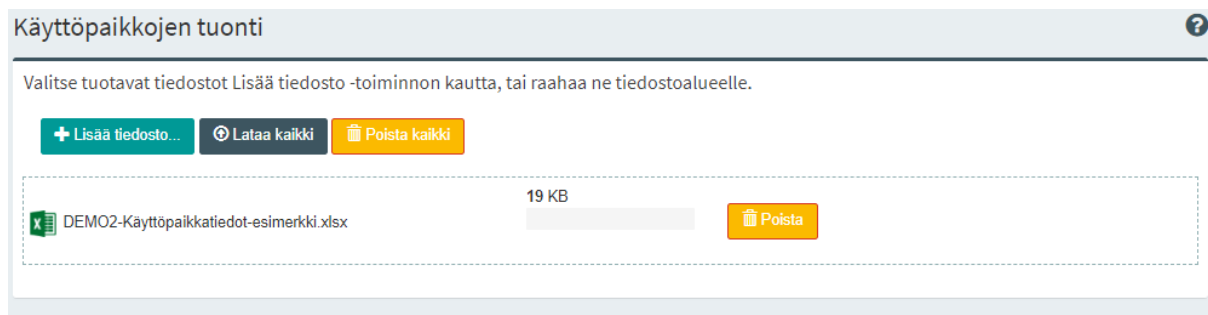 Käyttöpaikkojen tuonti
Valitse tuotavat tiedostot Lisää tiedosto -toiminnon kautta, tai raahaa ne tiedostoalueelle.
Lisää tiedosto... Lataa kaikki Poista kaikki
19 KB
DEMO2-Käyttöpaikkatiedot-esimerkki.xlsx Poista